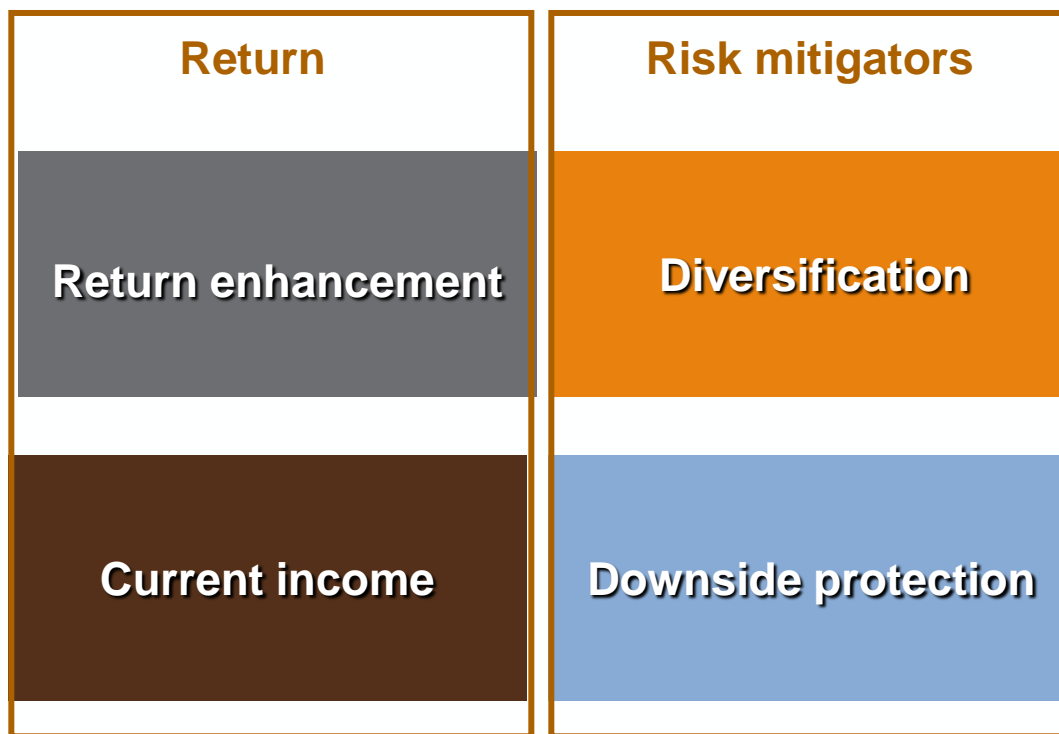 Return
Risk mitigators
Return enhancement
Diversification
Current income
Downside protection